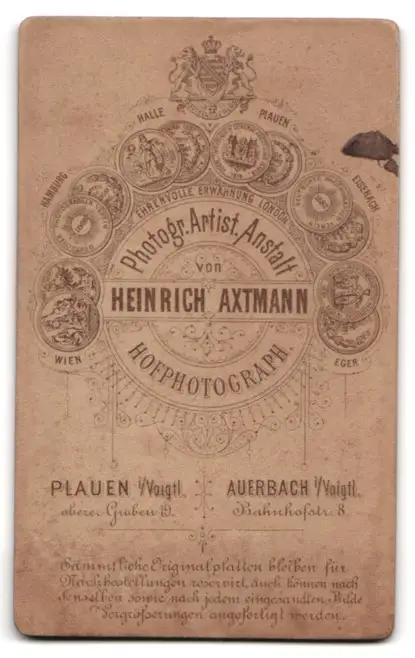 HALLE
PLAUEN
HAMBURG
EISENACH
EHRENVOLLE ERWÄHNUNG LONDON
Photogr. Artist. Anstalt
von
HEINRICH AXTMANN
HOFPHOTOGRAPH.
WIEN
EGER
PLAUEN i/Voigtl.
oberer Graben 19.
AUERBACH i/Voigtl.
Bahnhofstr. 8.
Sämmtliche Originalplatten bleiben für
Nachbestellungen reservirt, auch können nach
denselben sowie nach jedem eingesandten Bilde
Vergrösserungen angefertigt werden.